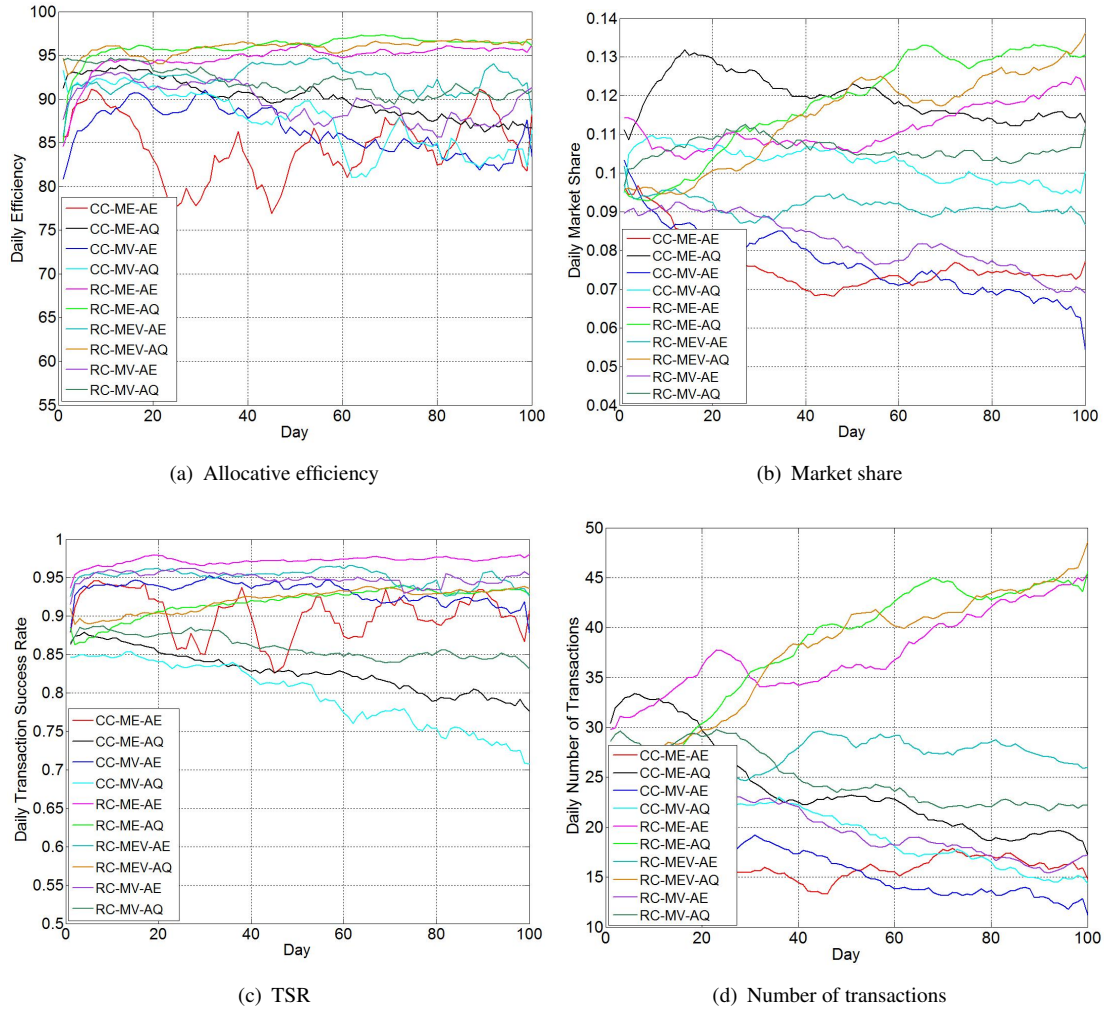 100
95
90
85
80
75
70
65
60
55
0
20
40
60
80
100
Daily Efficiency
Day
CC-ME-AE
CC-ME-AQ
CC-MV-AE
CC-MV-AQ
RC-ME-AE
RC-ME-AQ
RC-MEV-AE
RC-MEV-AQ
RC-MV-AE
RC-MV-AQ
(a) Allocative efficiency
0.14
0.13
0.12
0.11
0.1
0.09
0.08
0.07
0.06
0.05
0.04
0
20
40
60
80
100
Daily Market Share
Day
CC-ME-AE
CC-ME-AQ
CC-MV-AE
CC-MV-AQ
RC-ME-AE
RC-ME-AQ
RC-MEV-AE
RC-MEV-AQ
RC-MV-AE
RC-MV-AQ
(b) Market share
1
0.95
0.9
0.85
0.8
0.75
0.7
0.65
0.6
0.55
0.5
0
20
40
60
80
100
Daily Transaction Success Rate
Day
CC-ME-AE
CC-ME-AQ
CC-MV-AE
CC-MV-AQ
RC-ME-AE
RC-ME-AQ
RC-MEV-AE
RC-MEV-AQ
RC-MV-AE
RC-MV-AQ
(c) TSR
50
45
40
35
30
25
20
15
10
0
20
40
60
80
100
Daily Number of Transactions
Day
CC-ME-AE
CC-ME-AQ
CC-MV-AE
CC-MV-AQ
RC-ME-AE
RC-ME-AQ
RC-MEV-AE
RC-MEV-AQ
RC-MV-AE
RC-MV-AQ
(d) Number of transactions